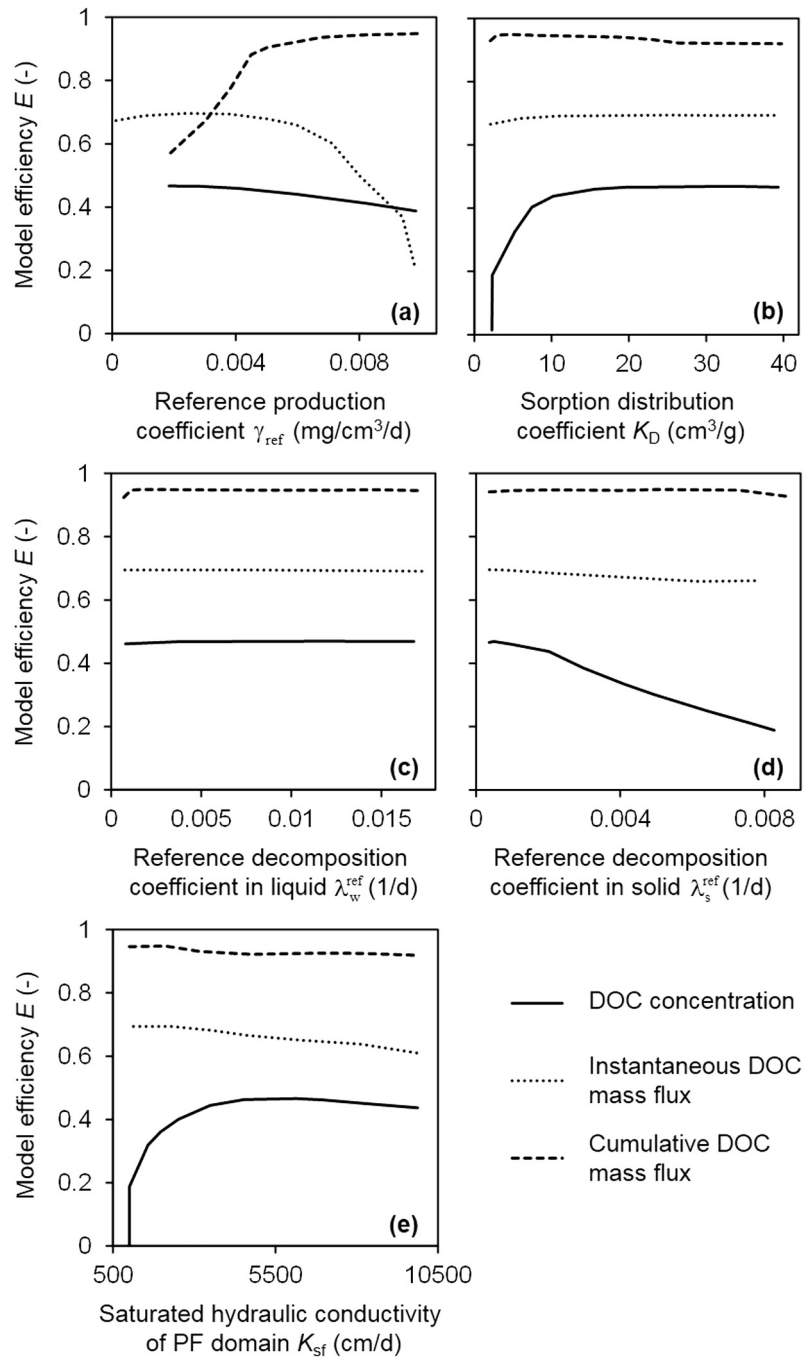 1
0.8
0.6
0.4
0.2
0
Model efficiency E (-)
(a)
0
0.004
0.008
Reference production
coefficient γref (mg/cm³/d)
(b)
0
10
20
30
40
Sorption distribution
coefficient KD (cm³/g)
1
0.8
0.6
0.4
0.2
0
Model efficiency E (-)
(c)
0
0.005
0.01
0.015
Reference decomposition
coefficient in liquid λw^ref (1/d)
(d)
0
0.004
0.008
Reference decomposition
coefficient in solid λs^ref (1/d)
1
0.8
0.6
0.4
0.2
0
Model efficiency E (-)
(e)
500
5500
10500
Saturated hydraulic conductivity
of PF domain Ksf (cm/d)
DOC concentration
Instantaneous DOC
mass flux
Cumulative DOC
mass flux